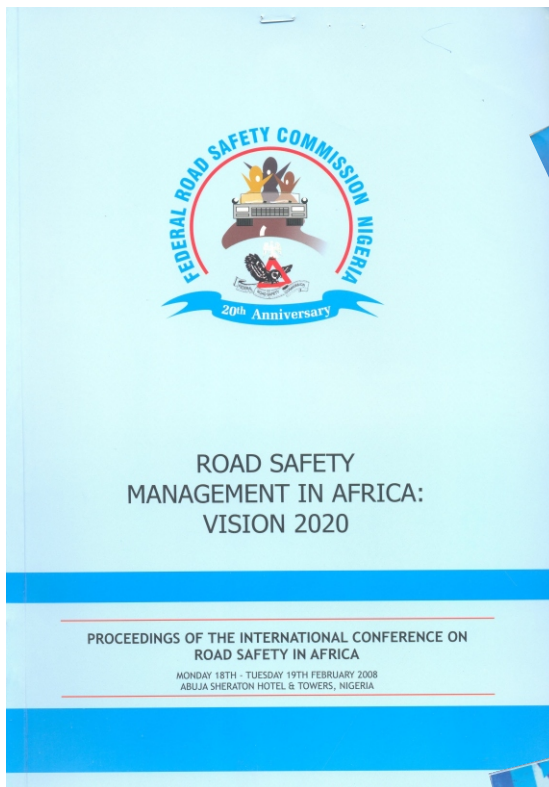 FEDERAL ROAD SAFETY COMMISSION NIGERIA
20th Anniversary
ROAD SAFETY
MANAGEMENT IN AFRICA:
VISION 2020
PROCEEDINGS OF THE INTERNATIONAL CONFERENCE ON
ROAD SAFETY IN AFRICA
MONDAY 18TH - TUESDAY 19TH FEBRUARY 2008
ABUJA SHERATON HOTEL & TOWERS, NIGERIA